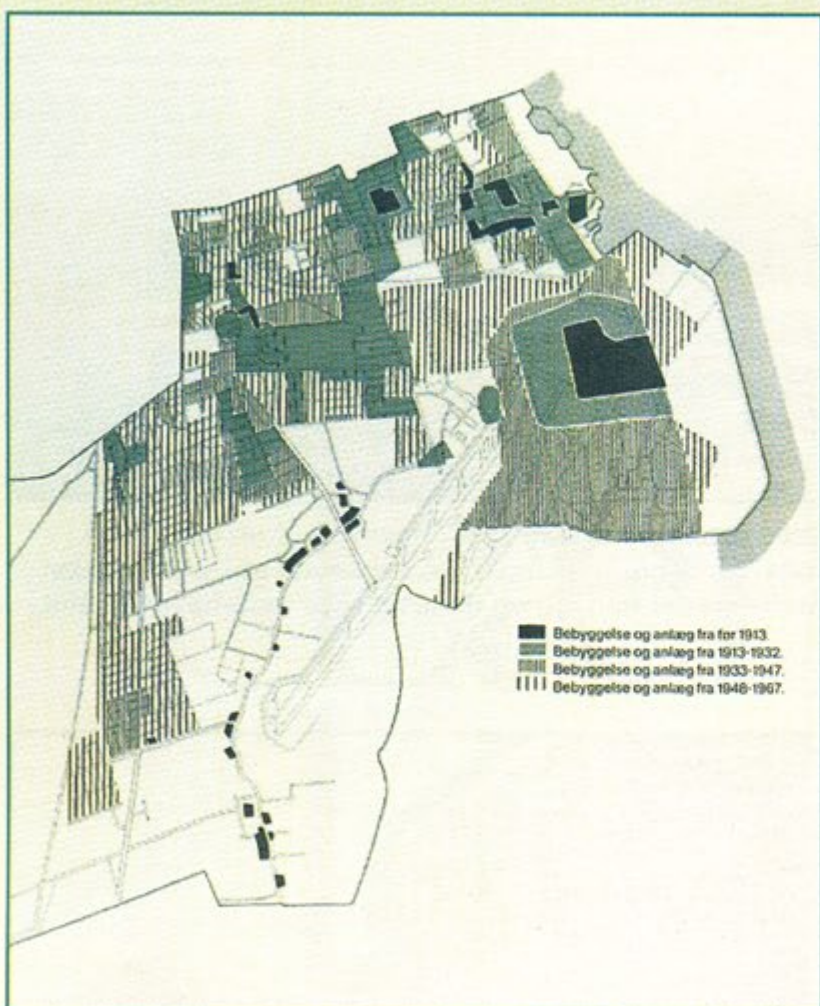 Bebyggelse og anlæg fra før 1913.
Bebyggelse og anlæg fra 1913-1932.
Bebyggelse og anlæg fra 1933-1947.
Bebyggelse og anlæg fra 1948-1967.